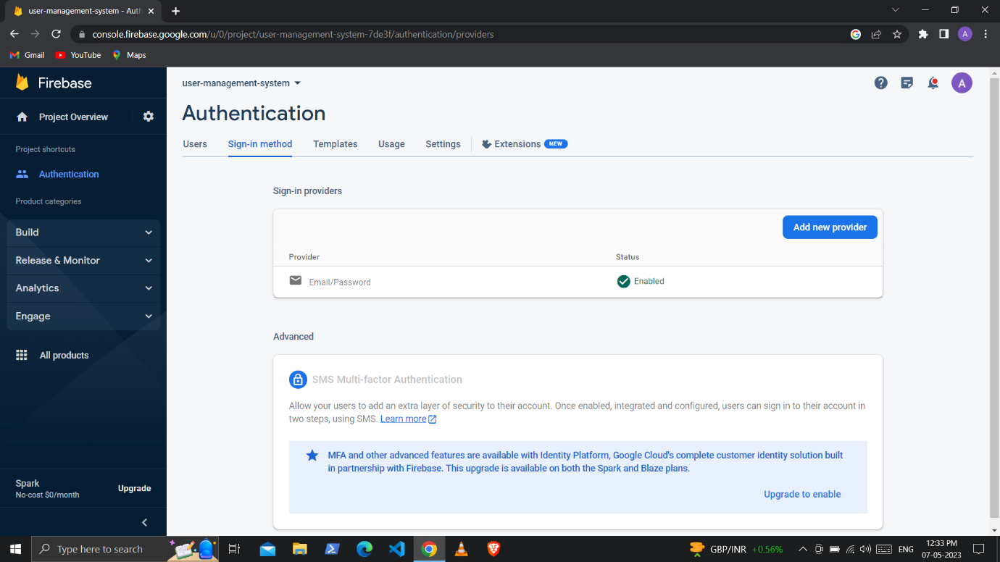 user-management-system - Auth
console.firebase.google.com/u/0/project/user-management-system-7de3f/authentication/providers
A
Gmail
YouTube
Maps
Firebase
Project Overview
Project shortcuts
Authentication
Product categories
Build
Release & Monitor
Analytics
Engage
All products
Spark
No-cost $0/month
Upgrade
user-management-system
A
Authentication
Users
Sign-in method
Templates
Usage
Settings
Extensions NEW
Sign-in providers
Add new provider
Provider
Status
Email/Password
Enabled
Advanced
SMS Multi-factor Authentication
Allow your users to add an extra layer of security to their account. Once enabled, integrated and configured, users can sign in to their account in
two steps, using SMS. Learn more
MFA and other advanced features are available with Identity Platform, Google Cloud's complete customer identity solution built
in partnership with Firebase. This upgrade is available on both the Spark and Blaze plans.
Upgrade to enable
Type here to search
GBP/INR +0.56%
ENG
12:33 PM
07-05-2023